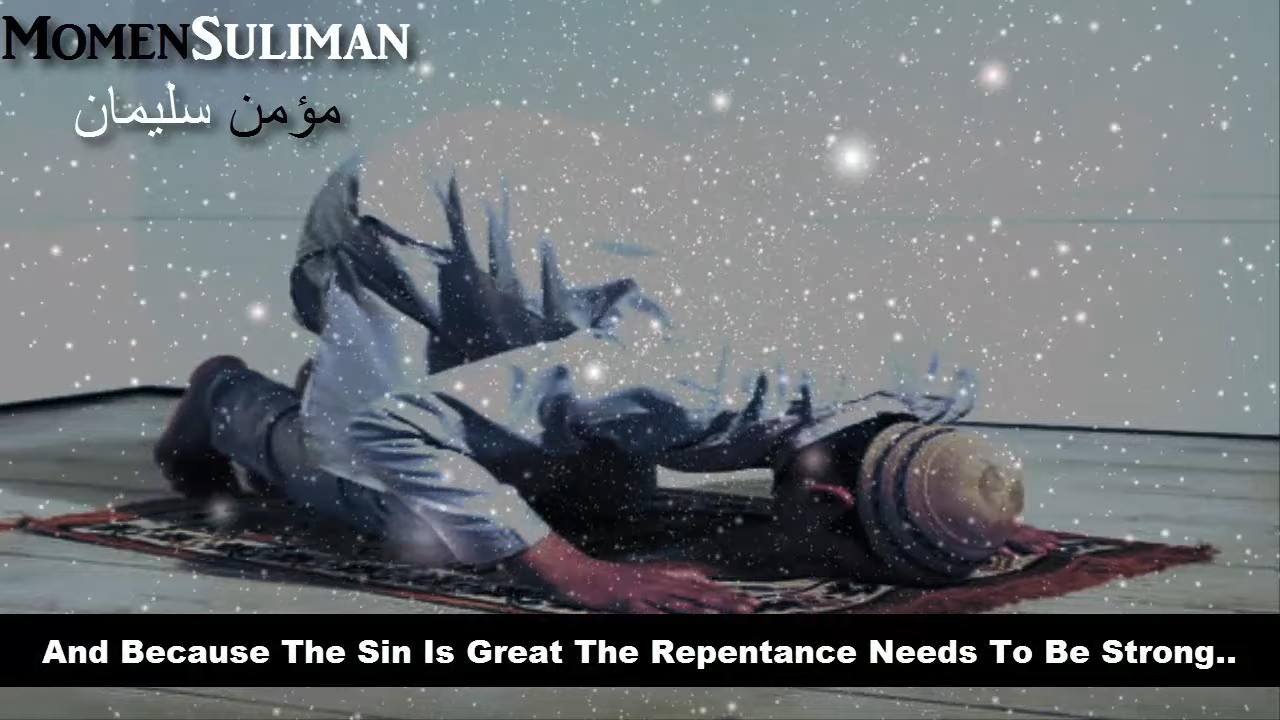 MOMENSULIMAN
مؤمن سليمان
And Because The Sin Is Great The Repentance Needs To Be Strong..